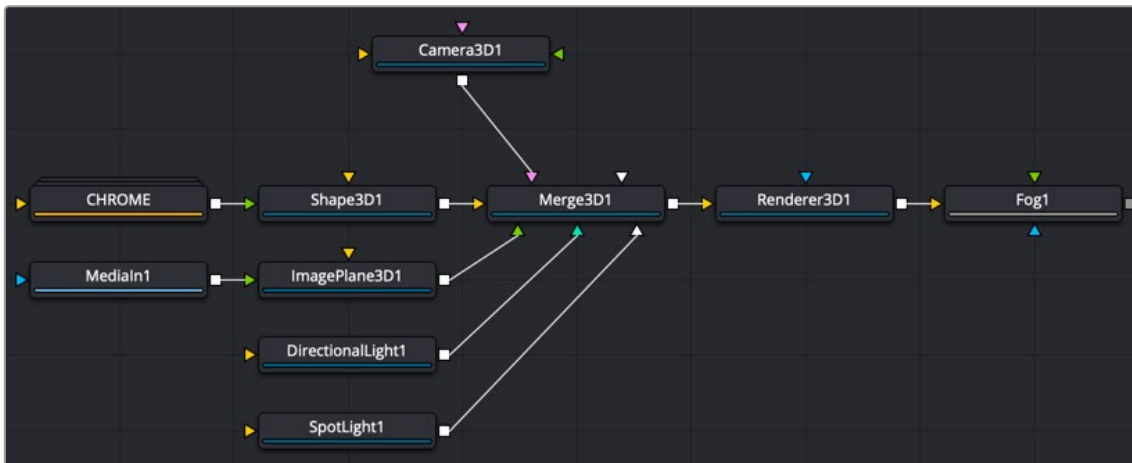 Camera3D1
CHROME
Shape3D1
Merge3D1
Renderer3D1
Fog1
MediaIn1
ImagePlane3D1
DirectionalLight1
SpotLight1